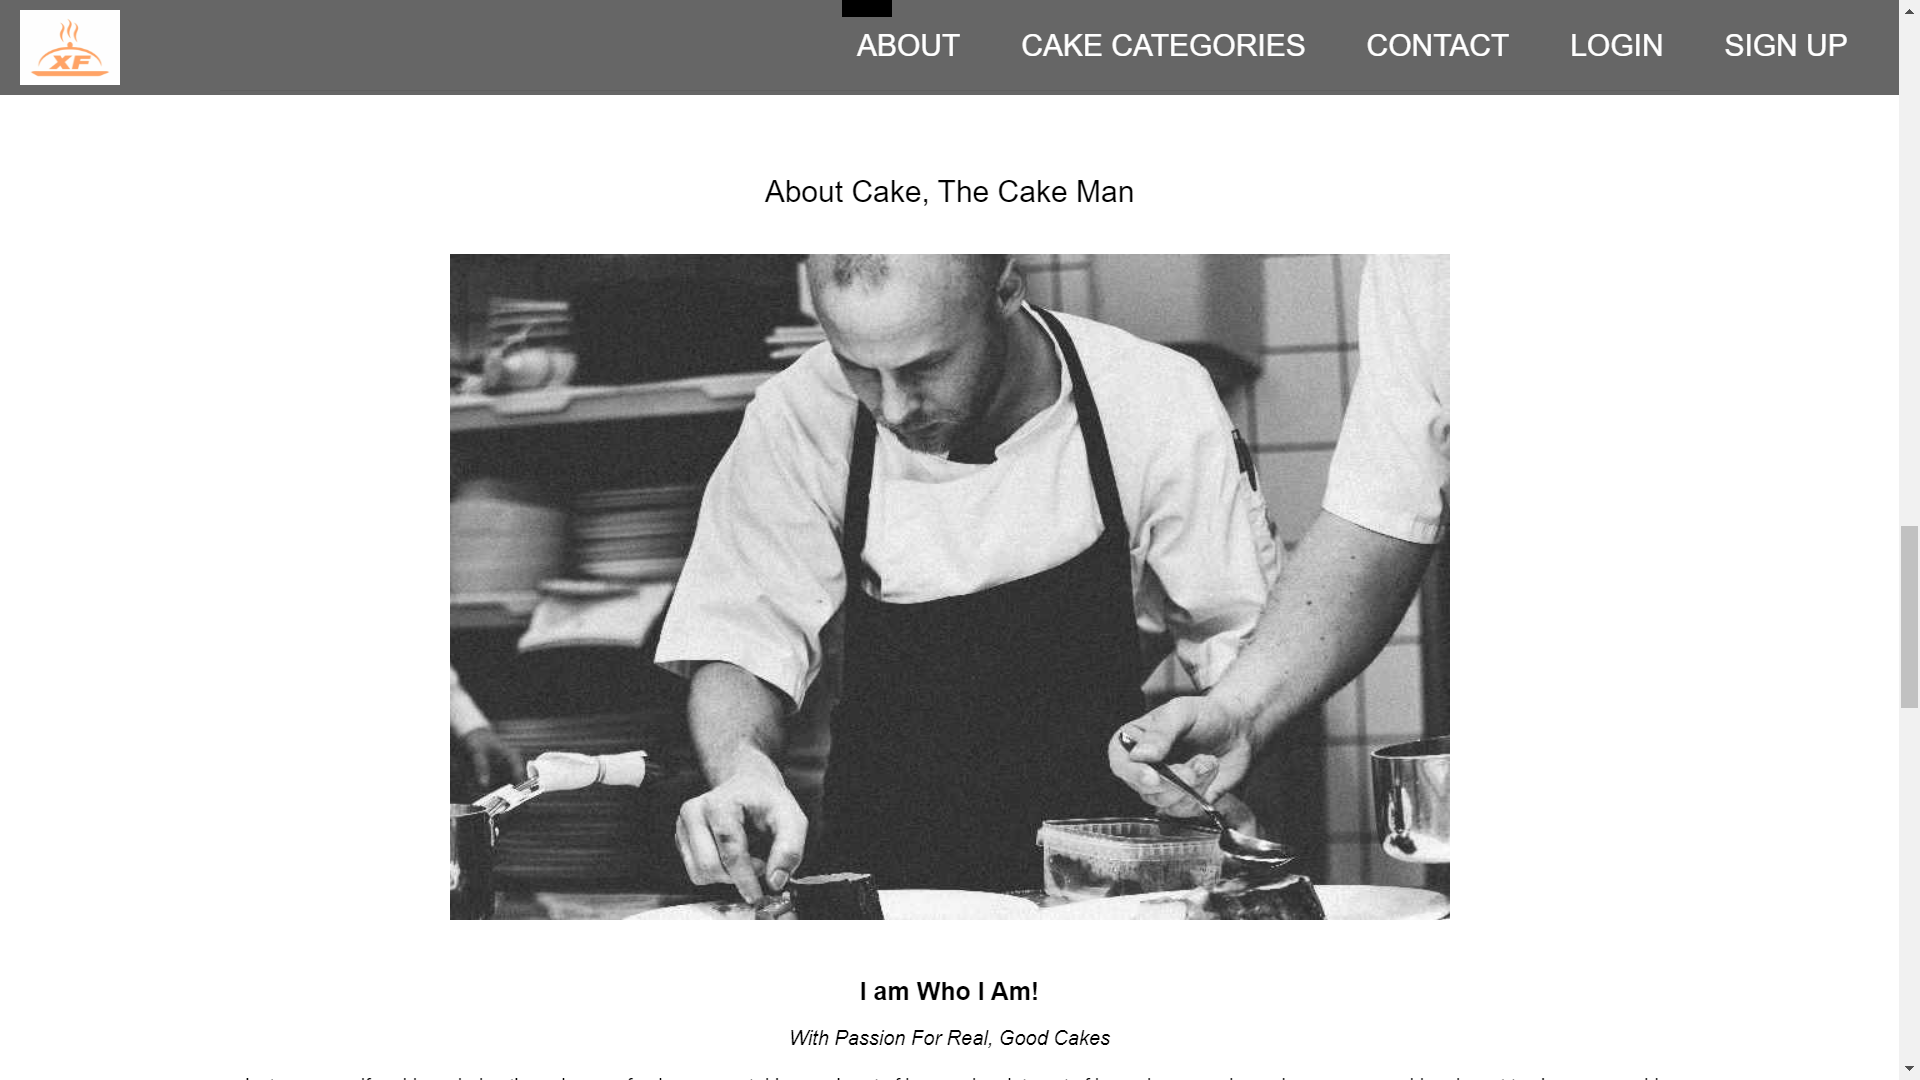 XF
ABOUT
CAKE CATEGORIES
CONTACT
LOGIN
SIGN UP
About Cake, The Cake Man
I am Who I Am!
With Passion For Real, Good Cakes